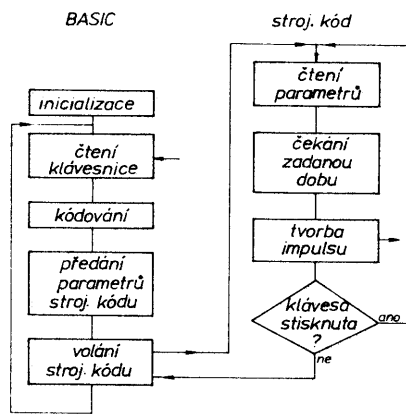 BASIC
stroj. kód
inicializace
čtení
klávesnice
kódování
předání
parametrů
stroj. kódu
volání
stroj. kódu
čtení
parametrů
čekání
zadanou
dobu
tvorba
impulsu
klávesa
stisknuta
?
ano
ne